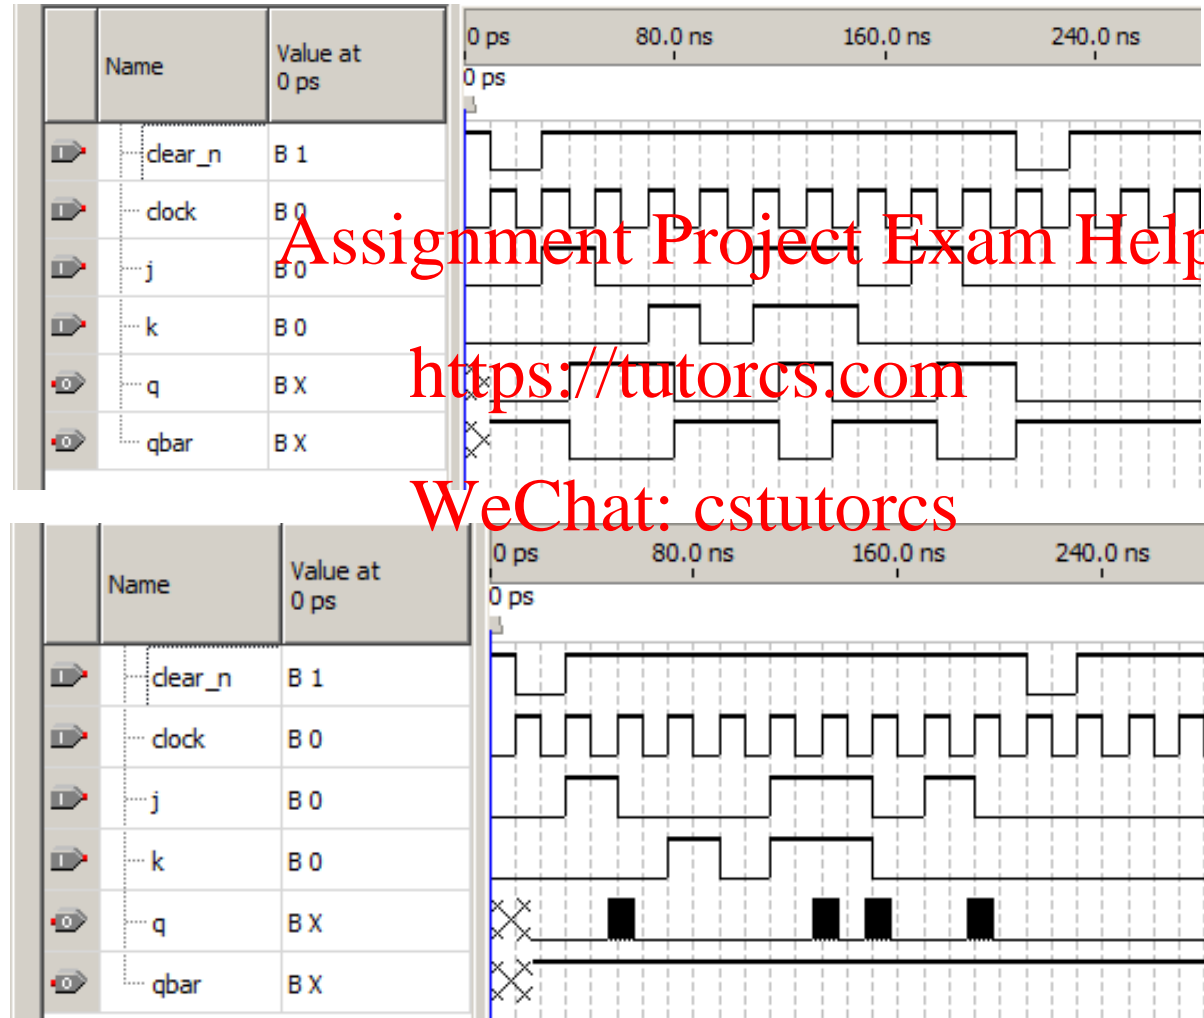 0 ps 80.0 ns 160.0 ns 240.0 ns
Name Value at 0 ps
0 ps
clear_n B 1
clock B 0
j B 0
k B 0
q B X
qbar B X
Assignment Project Exam Help
https://tutorcs.com
WeChat: cstutorcs
0 ps 80.0 ns 160.0 ns 240.0 ns
Name Value at 0 ps
0 ps
clear_n B 1
clock B 0
j B 0
k B 0
q B X
qbar B X